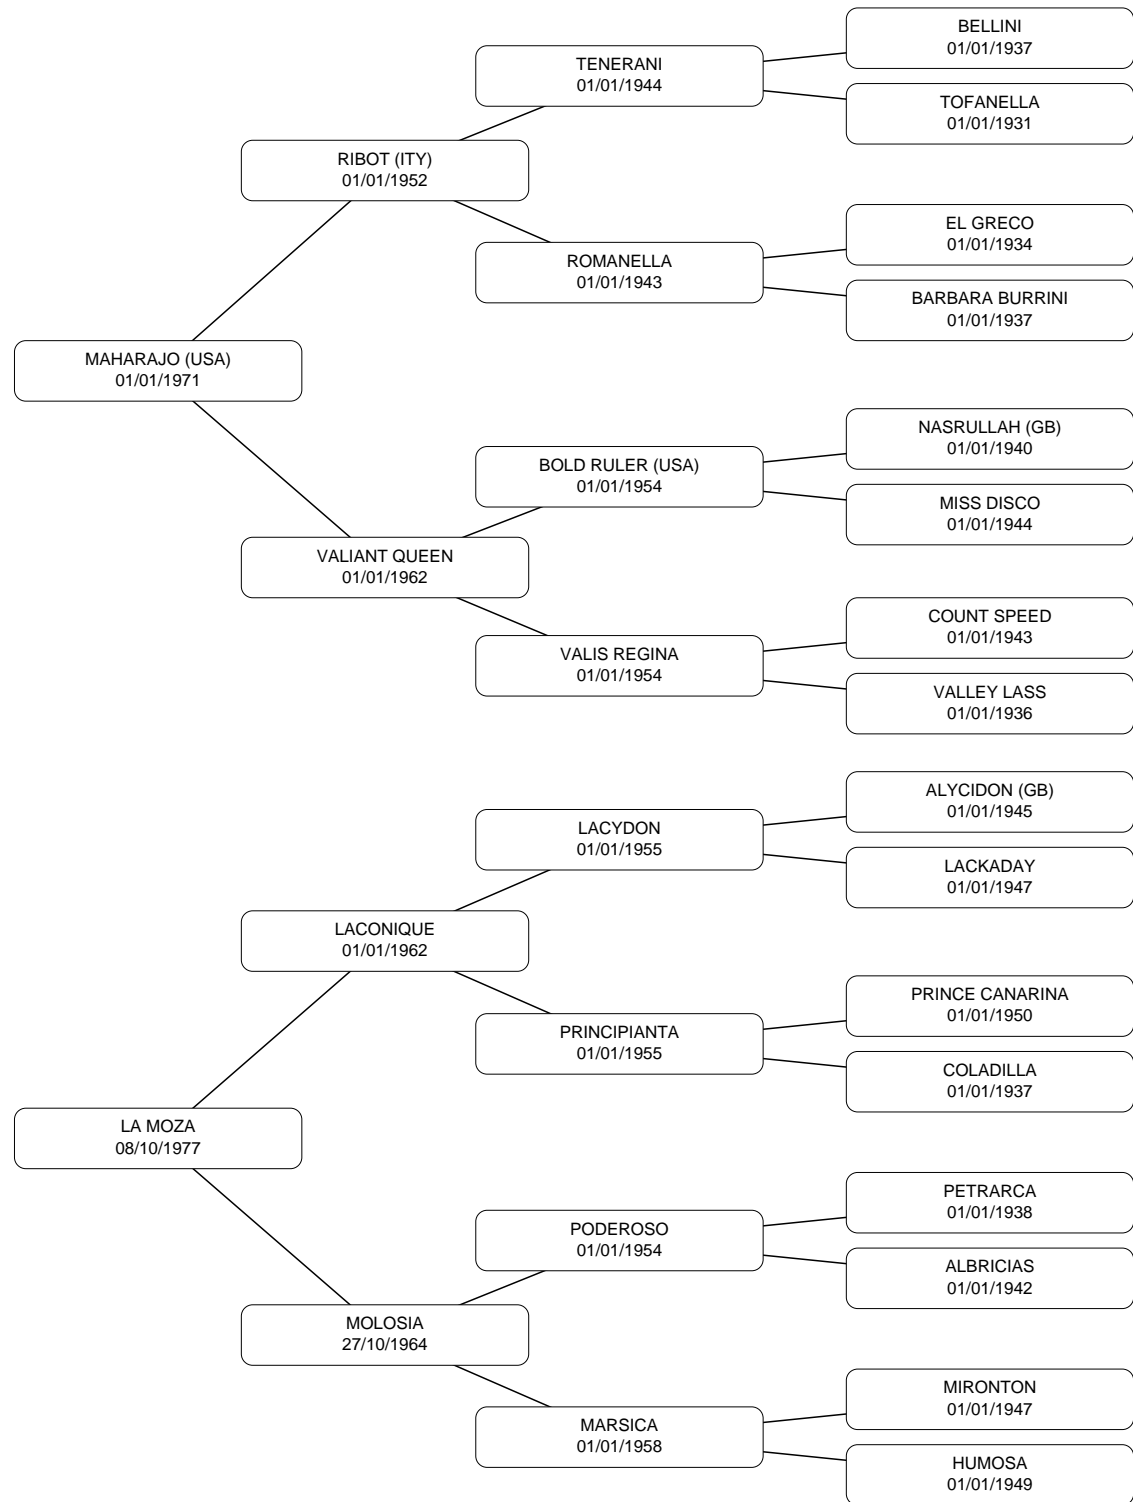 BELLINI
01/01/1937
TENERANI
01/01/1944
TOFANELLA
01/01/1931
RIBOT (ITY)
01/01/1952
EL GRECO
01/01/1934
ROMANELLA
01/01/1943
BARBARA BURRINI
01/01/1937
MAHARAJO (USA)
01/01/1971
NASRULLAH (GB)
01/01/1940
BOLD RULER (USA)
01/01/1954
MISS DISCO
01/01/1944
VALIANT QUEEN
01/01/1962
COUNT SPEED
01/01/1943
VALIS REGINA
01/01/1954
VALLEY LASS
01/01/1936
ALYCIDON (GB)
01/01/1945
LACYDON
01/01/1955
LACKADAY
01/01/1947
LACONIQUE
01/01/1962
PRINCE CANARINA
01/01/1950
PRINCIPIANTA
01/01/1955
COLADILLA
01/01/1937
LA MOZA
08/10/1977
PETRARCA
01/01/1938
PODEROSO
01/01/1954
ALBRICIAS
01/01/1942
MOLOSIA
27/10/1964
MIRONTON
01/01/1947
MARSICA
01/01/1958
HUMOSA
01/01/1949